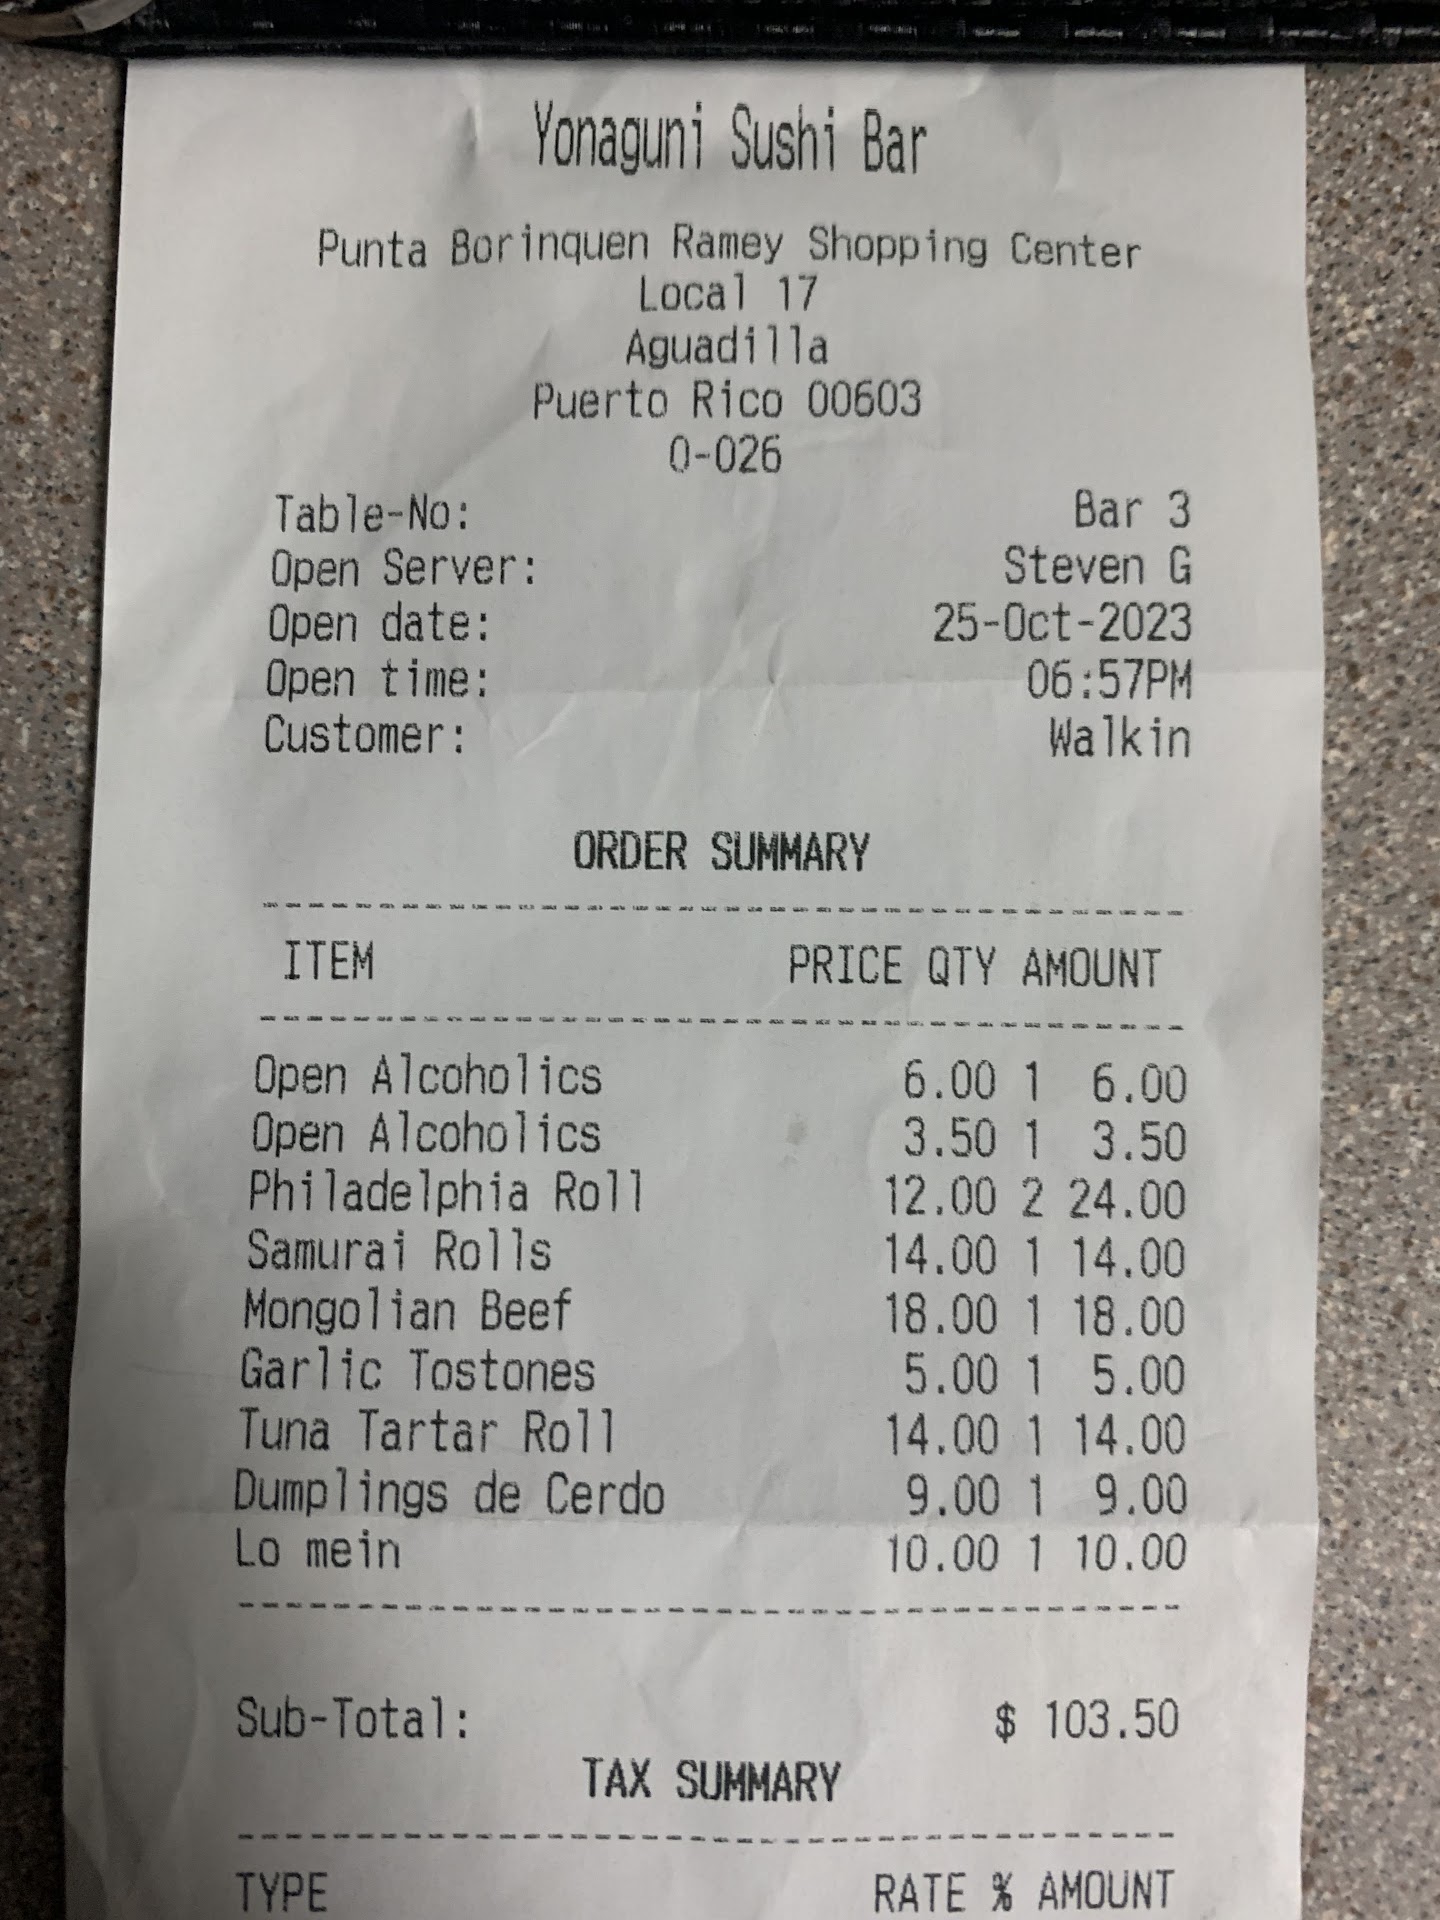 Yonaguni Sushi Bar
Punta Borinquen Ramey Shopping Center
Local 17
Aguadilla
Puerto Rico 00603
0-026
Table-No: Bar 3
Open Server: Steven G
Open date: 25-Oct-2023
Open time: 06:57PM
Customer: Walkin
ORDER SUMMARY
ITEM PRICE QTY AMOUNT
Open Alcoholics 6.00 1 6.00
Open Alcoholics 3.50 1 3.50
Philadelphia Roll 12.00 2 24.00
Samurai Rolls 14.00 1 14.00
Mongolian Beef 18.00 1 18.00
Garlic Tostones 5.00 1 5.00
Tuna Tartar Roll 14.00 1 14.00
Dumplings de Cerdo 9.00 1 9.00
Lo mein 10.00 1 10.00
Sub-Total: $ 103.50
TAX SUMMARY
TYPE RATE % AMOUNT